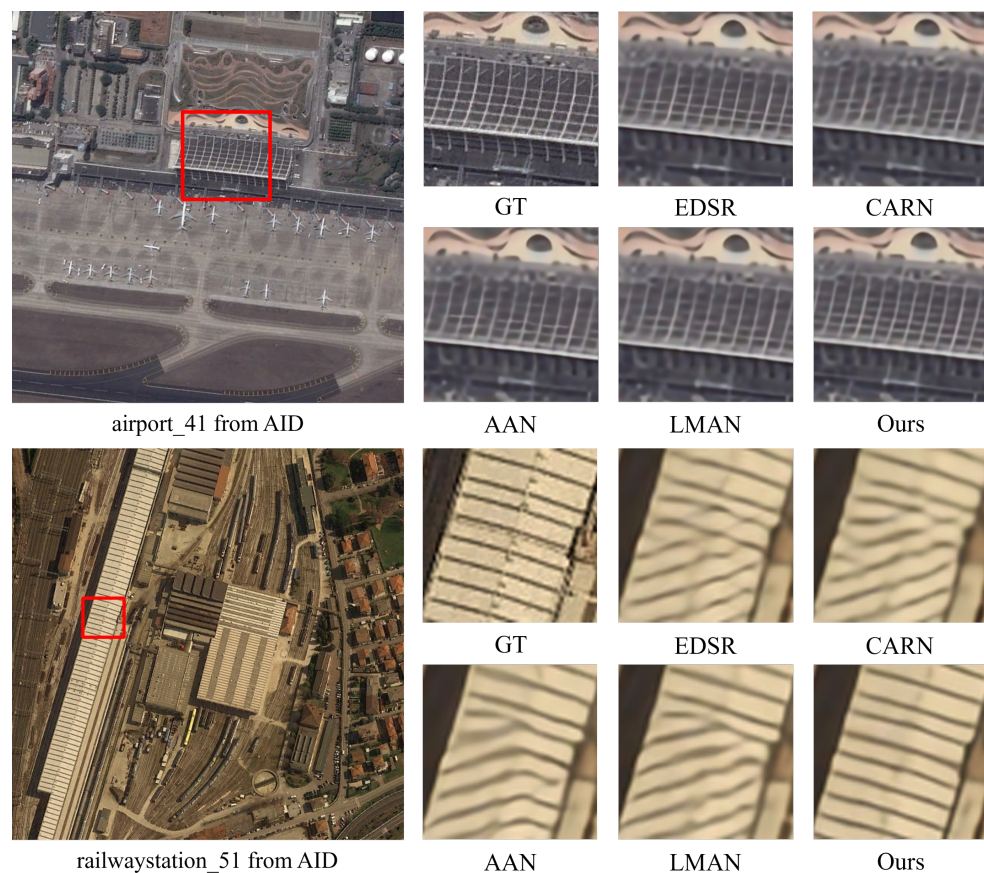 GT EDSR CARN
AAN LMAN Ours
airport_41 from AID
GT EDSR CARN
AAN LMAN Ours
railwaystation_51 from AID